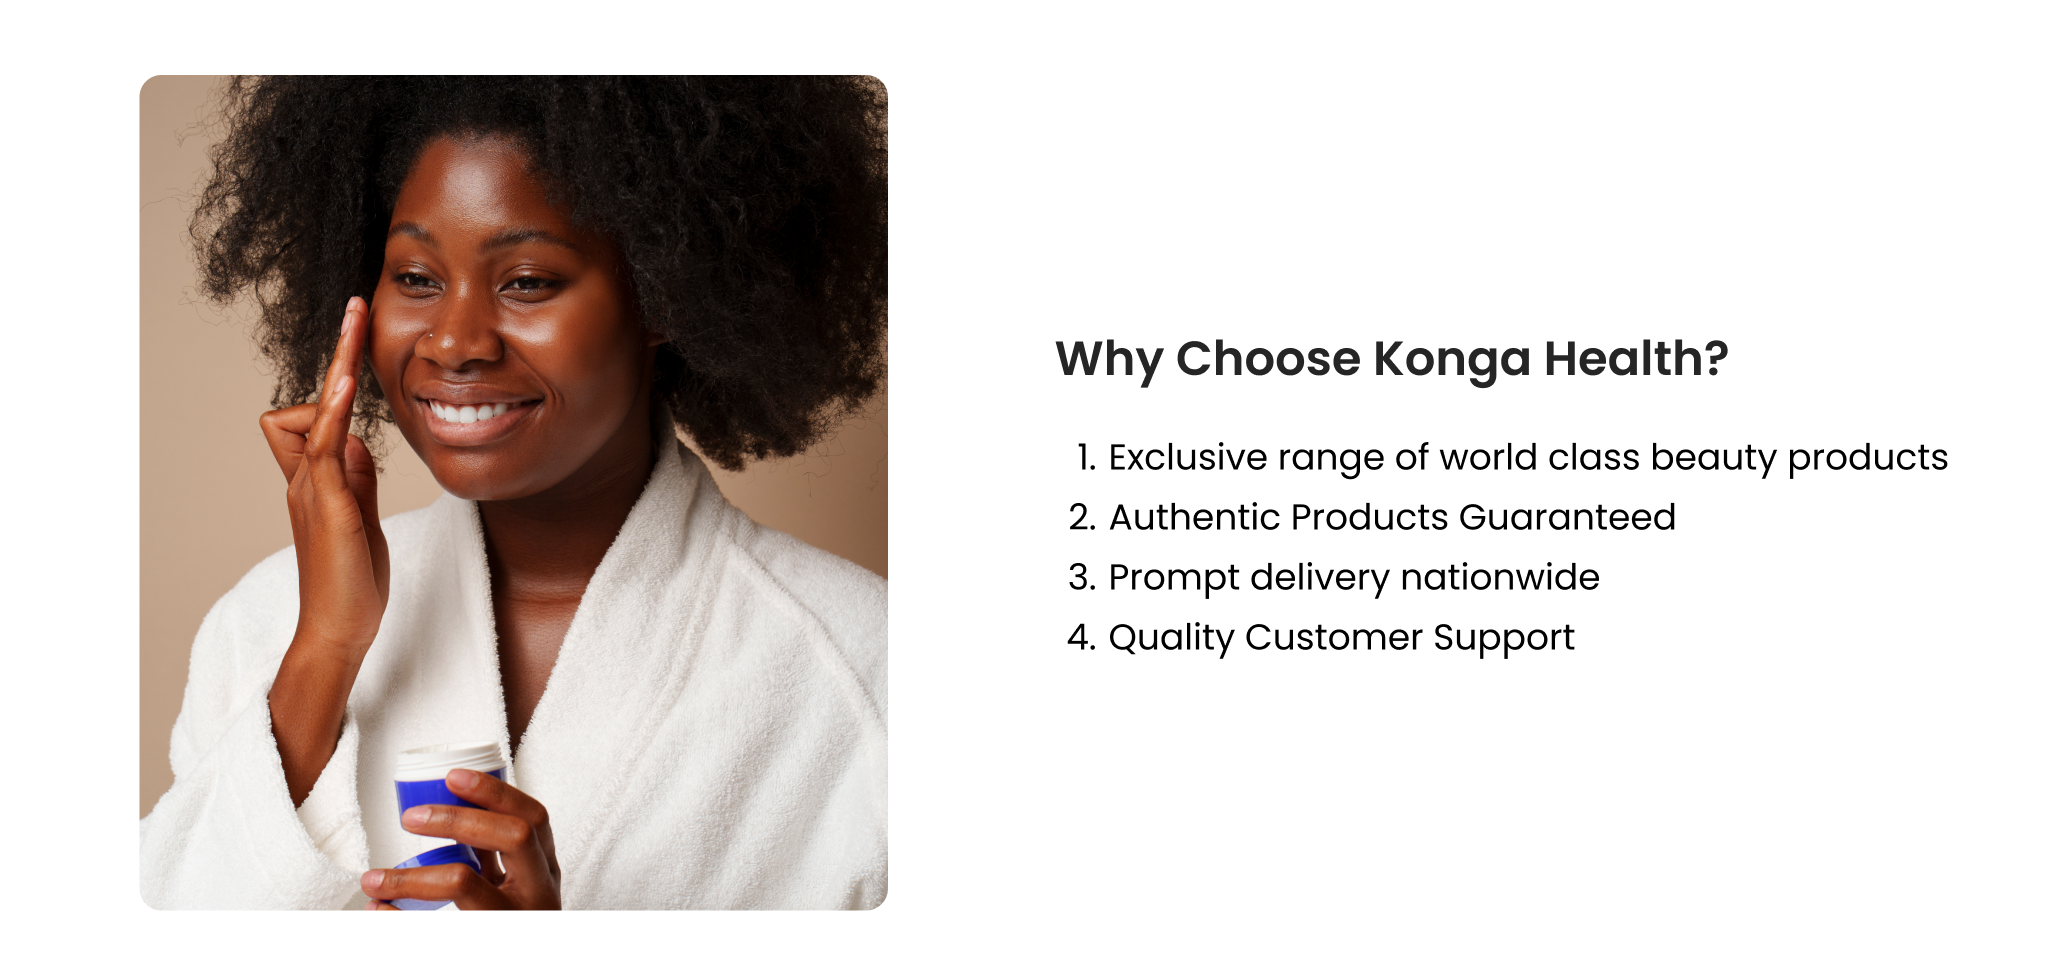 Why Choose Konga Health?
1. Exclusive range of world class beauty products
2. Authentic Products Guaranteed
3. Prompt delivery nationwide
4. Quality Customer Support